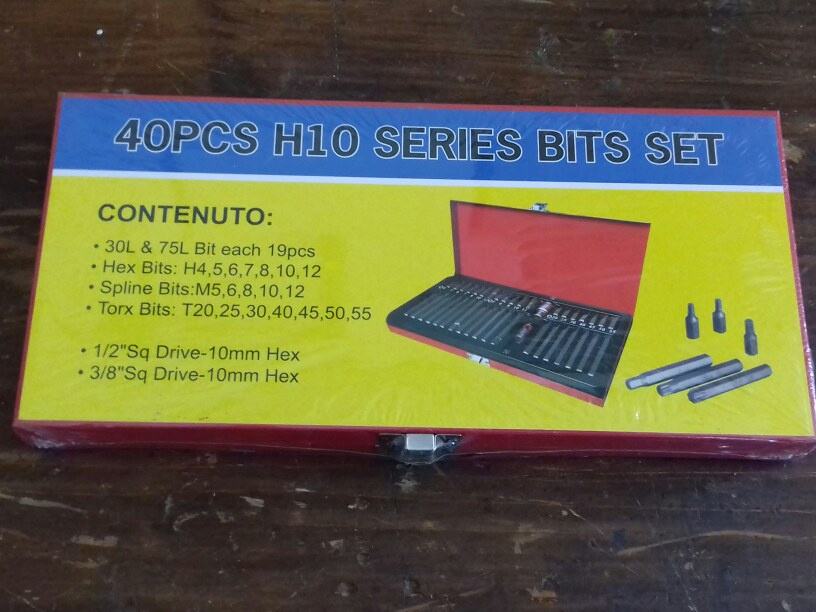 40PCS H10 SERIES BITS SET
CONTENUTO:
• 30L & 75L Bit each 19pcs
• Hex Bits: H4,5,6,7,8,10,12
• Spline Bits:M5,6,8,10,12
• Torx Bits: T20,25,30,40,45,50,55
• 1/2"Sq Drive-10mm Hex
• 3/8"Sq Drive-10mm Hex